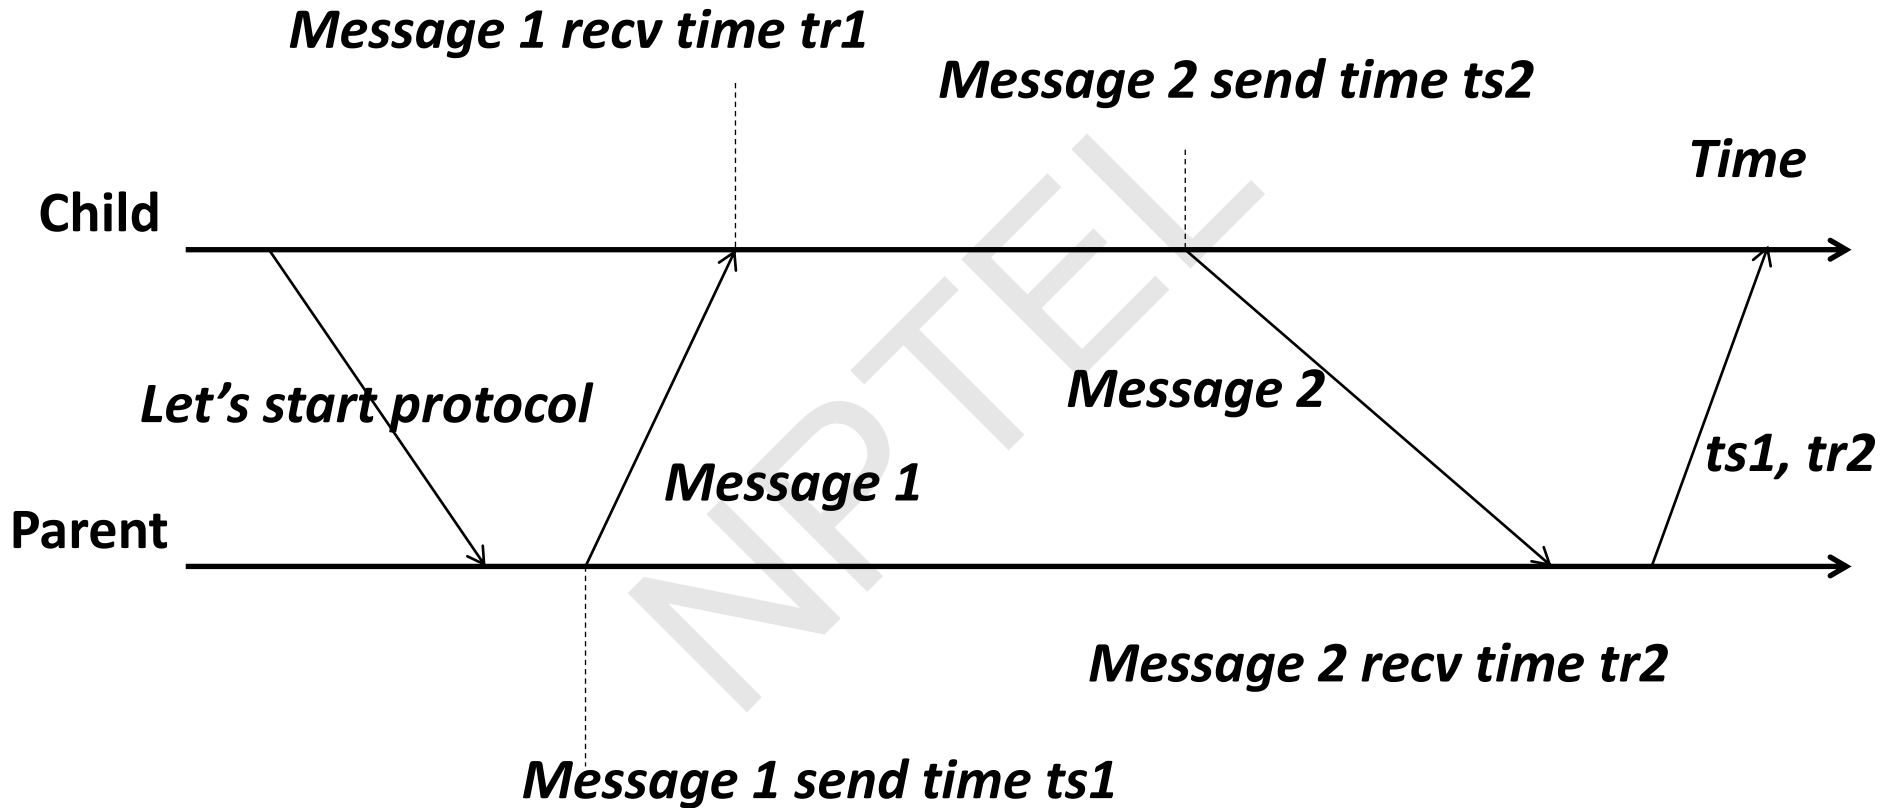 Message 1 recv time tr1
Message 2 send time ts2
Time
Child
Let’s start protocol
Message 2
ts1, tr2
Message 1
Parent
Message 2 recv time tr2
Message 1 send time ts1
NPTEL